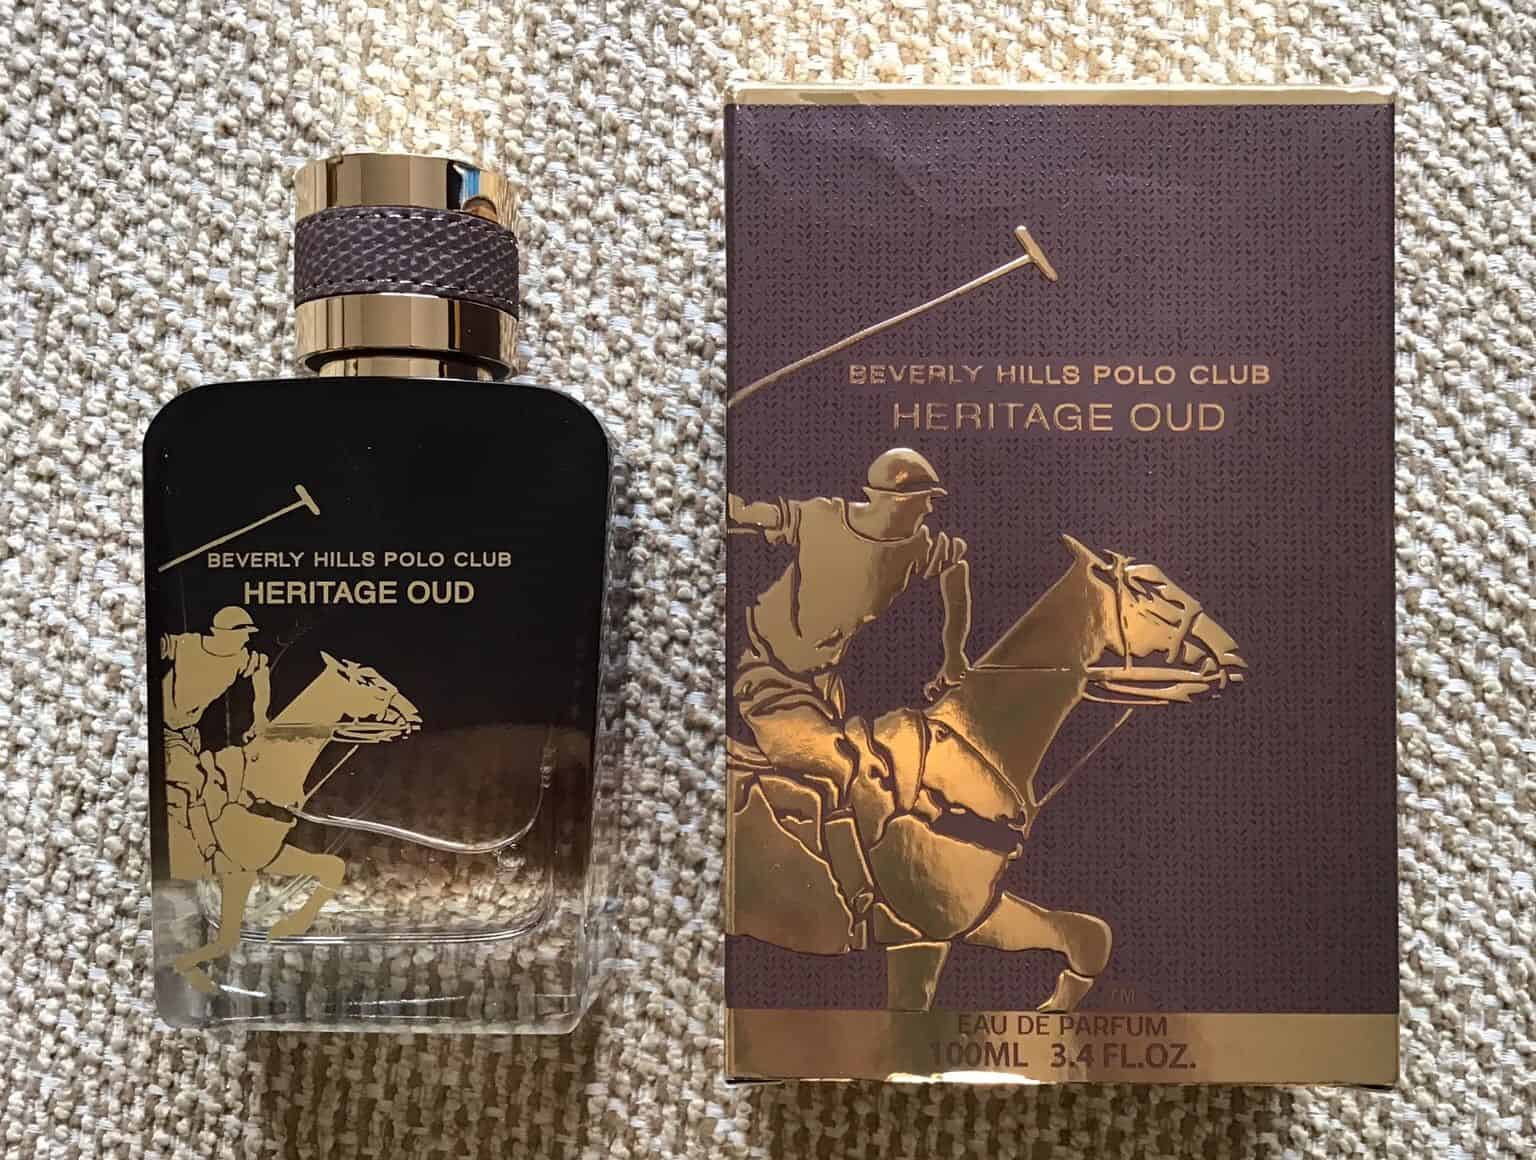 BEVERLY HILLS POLO CLUB
HERITAGE OUD
BEVERLY HILLS POLO CLUB
HERITAGE OUD
TM
EAU DE PARFUM
100ML 3.4 FL.OZ.